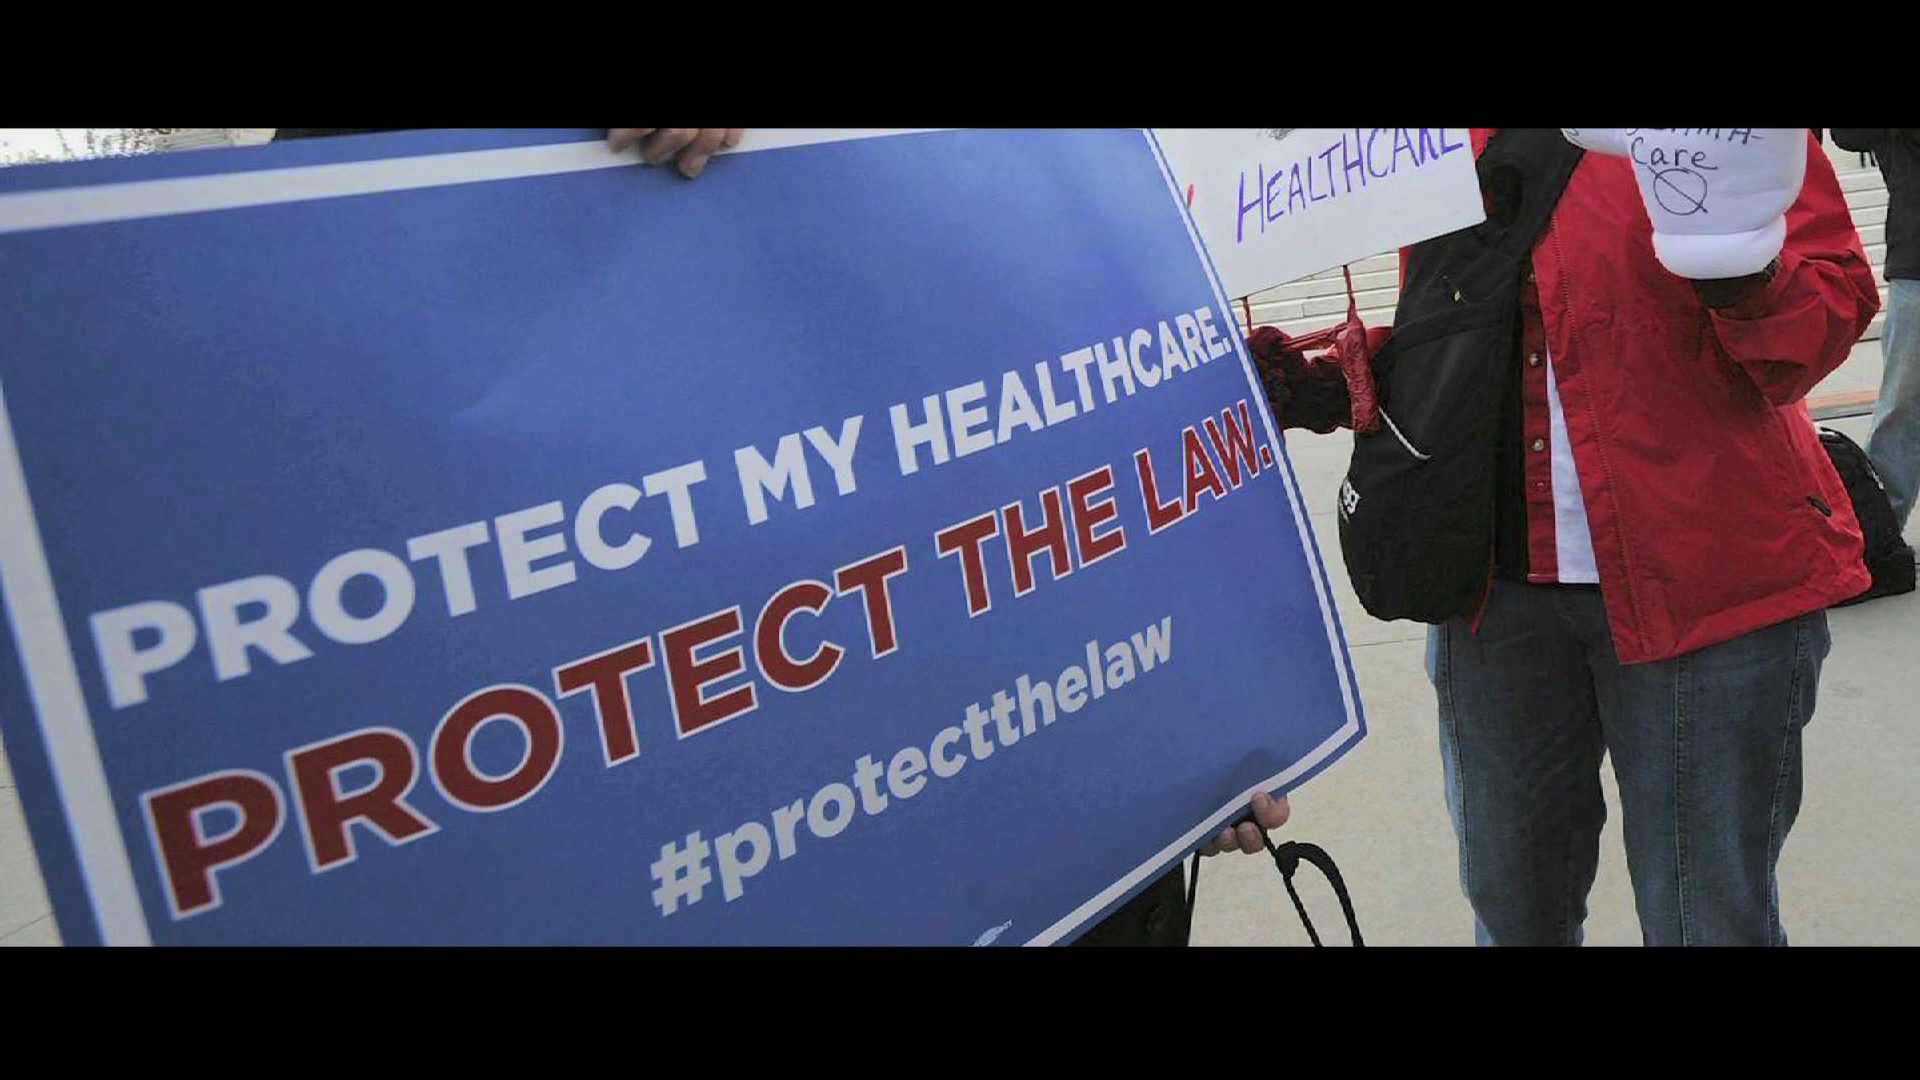 PROTECT MY HEALTHCARE.
PROTECT THE LAW.
#protectthelaw
HEALTHCARE
Care